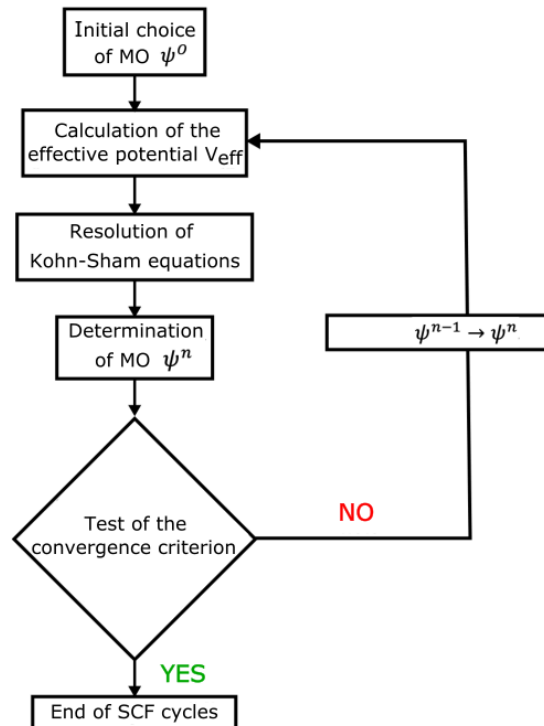 Initial choice
of MO ψ⁰
Calculation of the
effective potential Veff
Resolution of
Kohn-Sham equations
Determination
of MO ψⁿ
ψⁿ⁻¹ → ψⁿ
Test of the
convergence criterion
NO
YES
End of SCF cycles